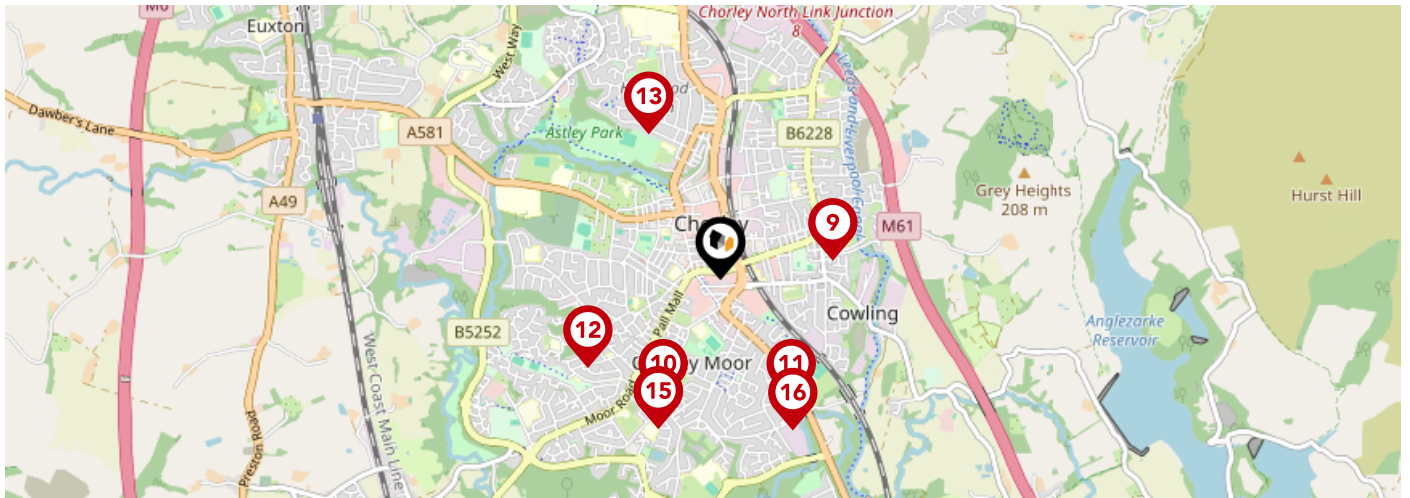 M6
Euxton
Chorley North Link Junction
8
West Way
Dawber's Lane
13
A581
Astley Park
B6228
Leeds and Liverpool Canal
Grey Heights
208 m
Hurst Hill
A49
9
M61
Pall Mall
12
B5252
Cowling
Anglezarke
Reservoir
10
y Moor
11
15
16
Moor Road
West Coast Main Line
Preston Road